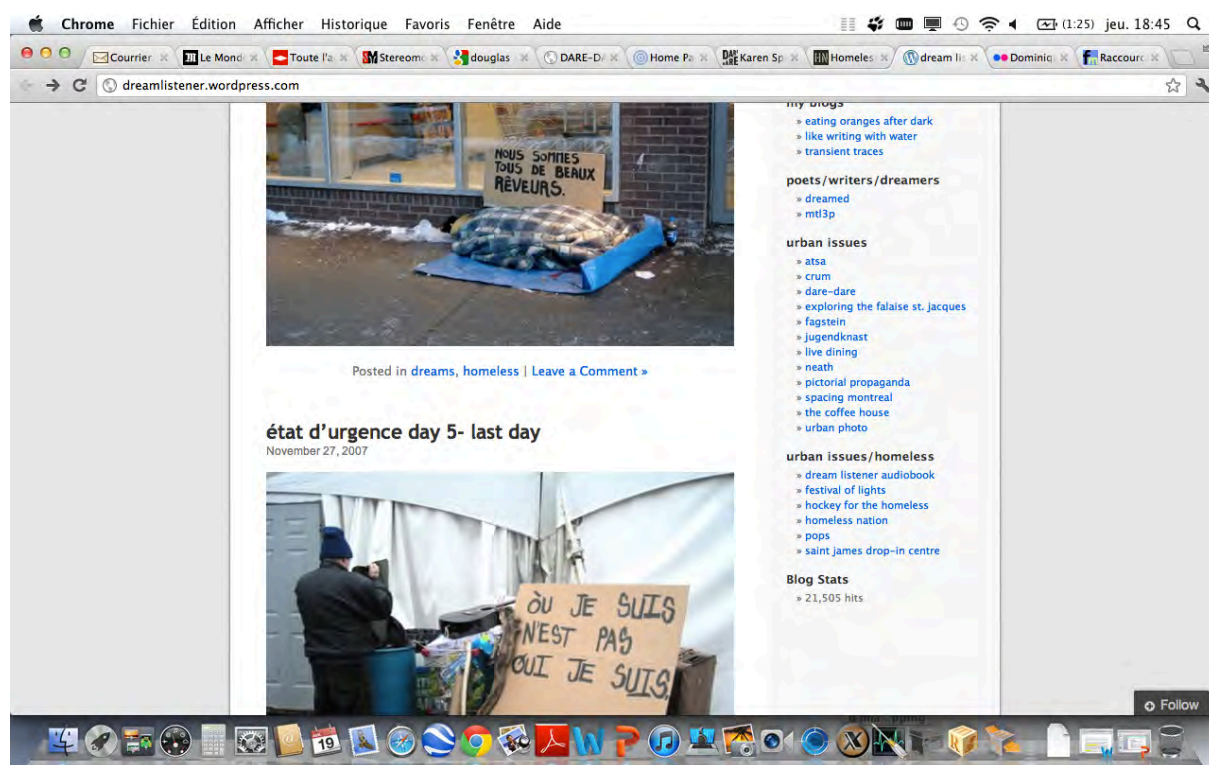 Chrome Fichier Édition Afficher Historique Favoris Fenêtre Aide (1:25) jeu. 18:45
Courrier Le Mond Toute l'a Stereomo douglas DARE-DA Home Pa Karen Sp Homeles dream lis Dominiq Raccourc
dreamlistener.wordpress.com
NOUS SOMMES
TOUS DE BEAUX
RÊVEURS.
Posted in dreams, homeless | Leave a Comment »
état d'urgence day 5- last day
November 27, 2007
ÒU JE SUIS
N'EST PAS
QUI JE SUIS.
my blogs
» eating oranges after dark
» like writing with water
» transient traces
poets/writers/dreamers
» dreamed
» mtl3p
urban issues
» atsa
» crum
» dare-dare
» exploring the falaise st. jacques
» fagstein
» jugendknast
» live dining
» neath
» pictorial propaganda
» spacing montreal
» the coffee house
» urban photo
urban issues/homeless
» dream listener audiobook
» festival of lights
» hockey for the homeless
» homeless nation
» pops
» saint james drop-in centre
Blog Stats
» 21,505 hits
Follow
19